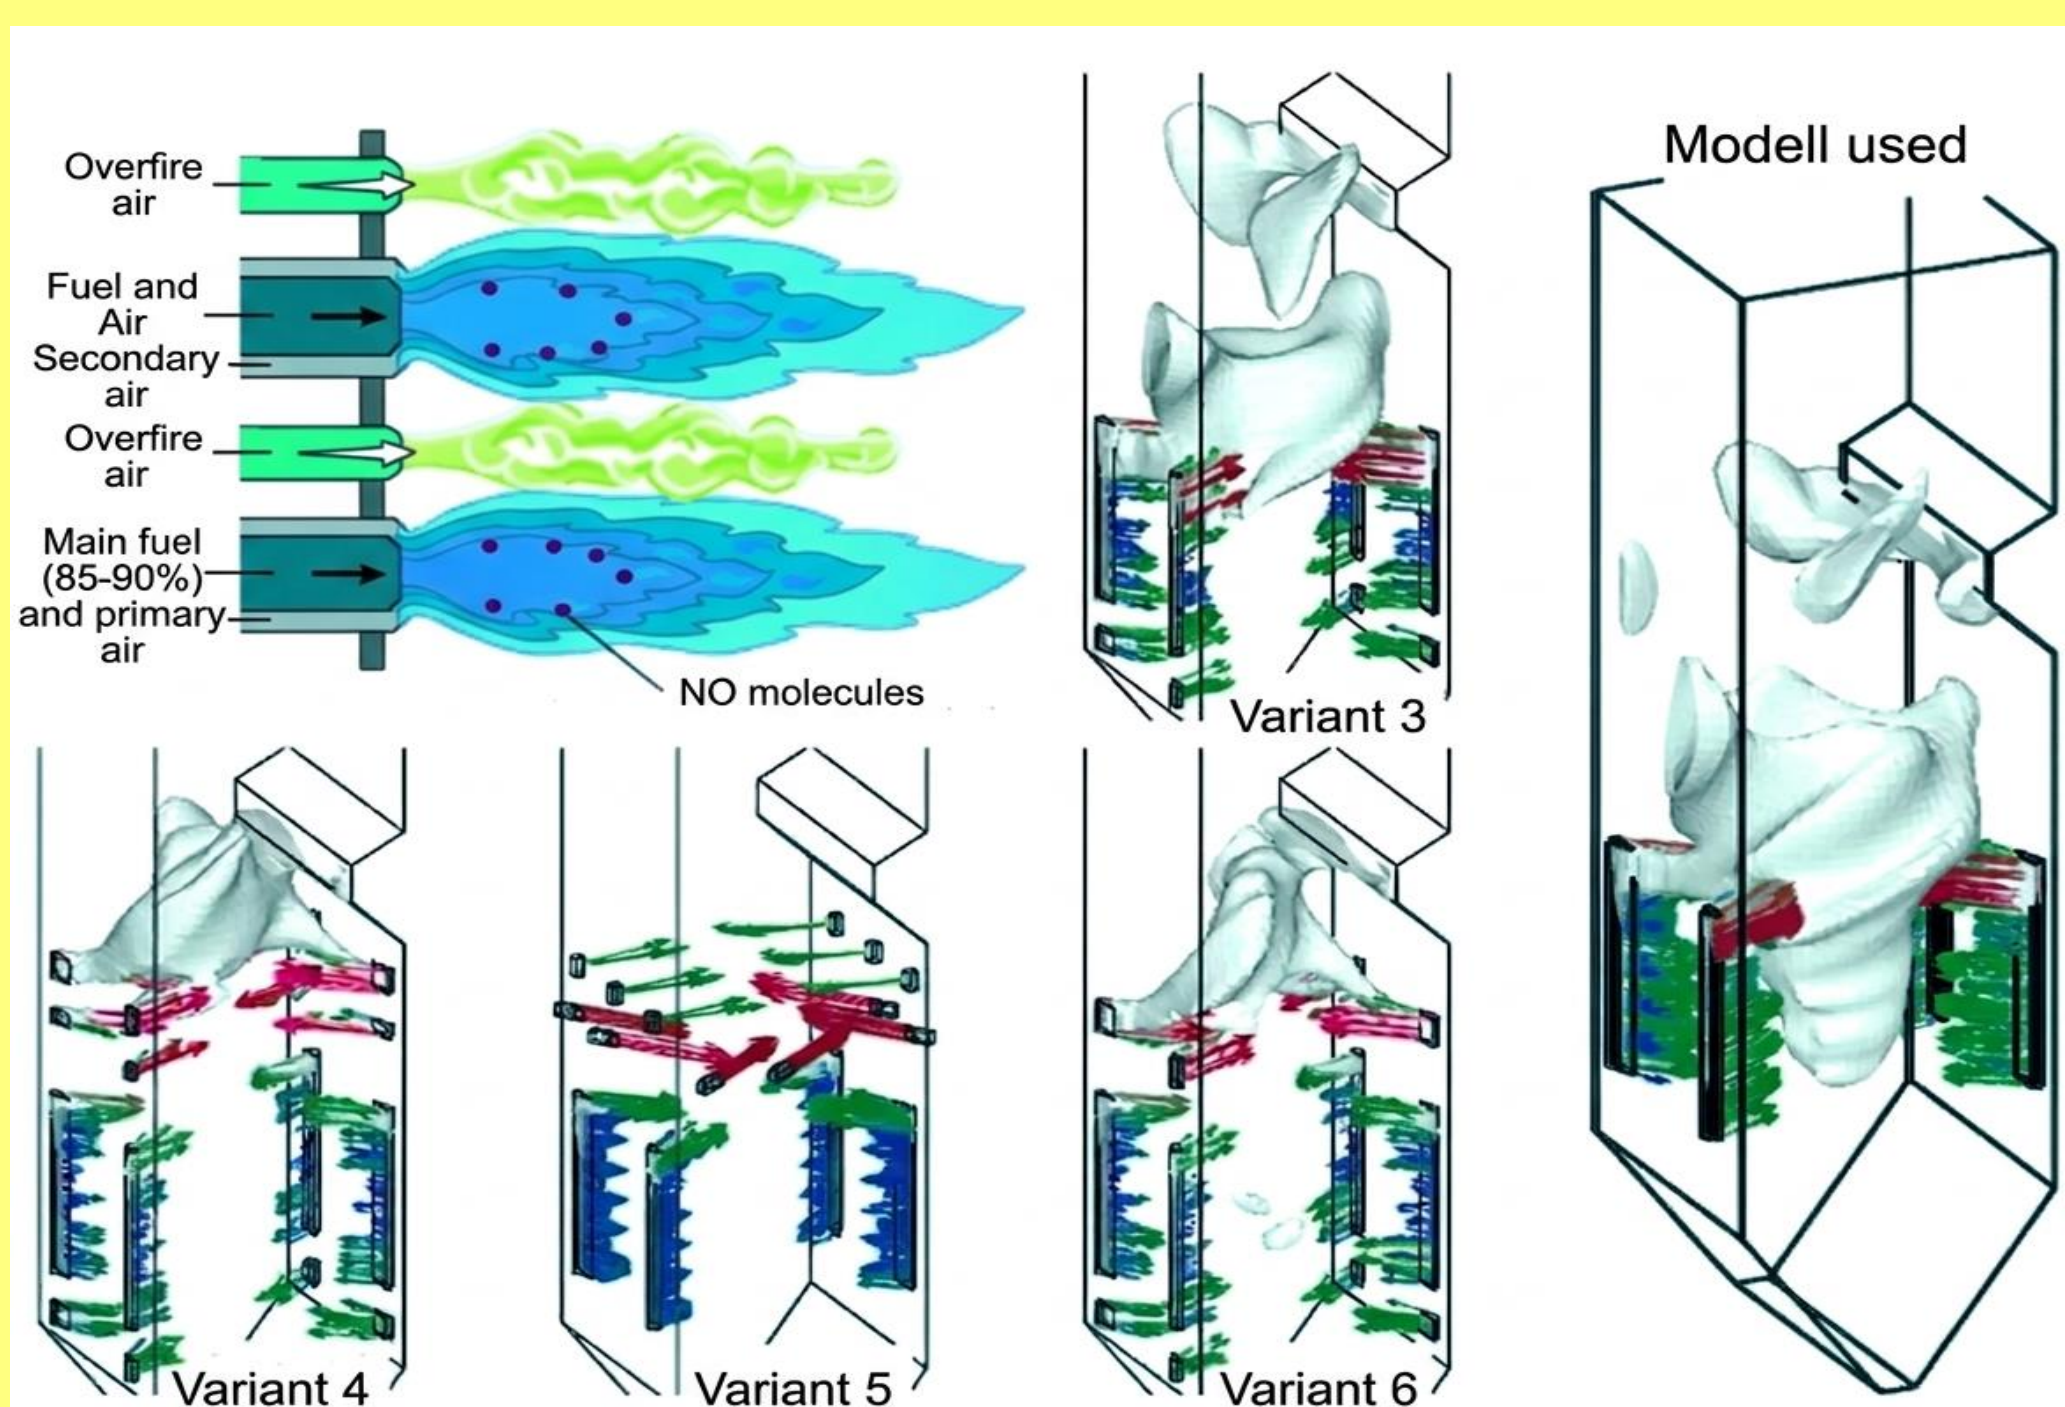 Overfire
air
Fuel and
Air
Secondary
air
Overfire
air
Main fuel
(85-90%)
and primary
air
NO molecules
Variant 3
Modell used
Variant 4
Variant 5
Variant 6